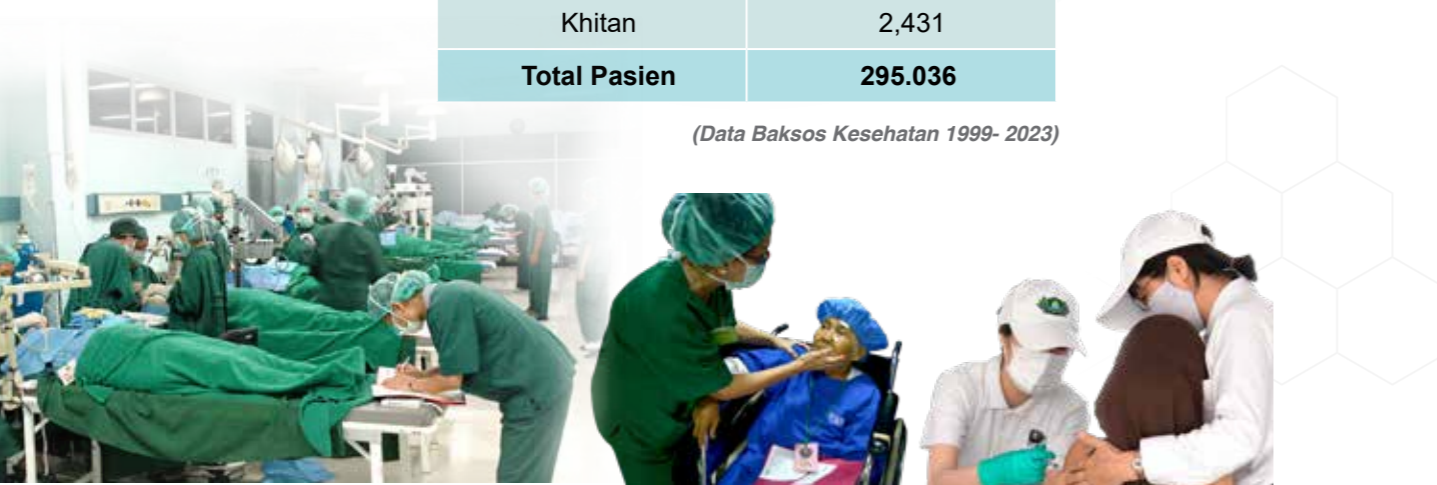 Khitan 2,431
Total Pasien 295.036
(Data Baksos Kesehatan 1999- 2023)